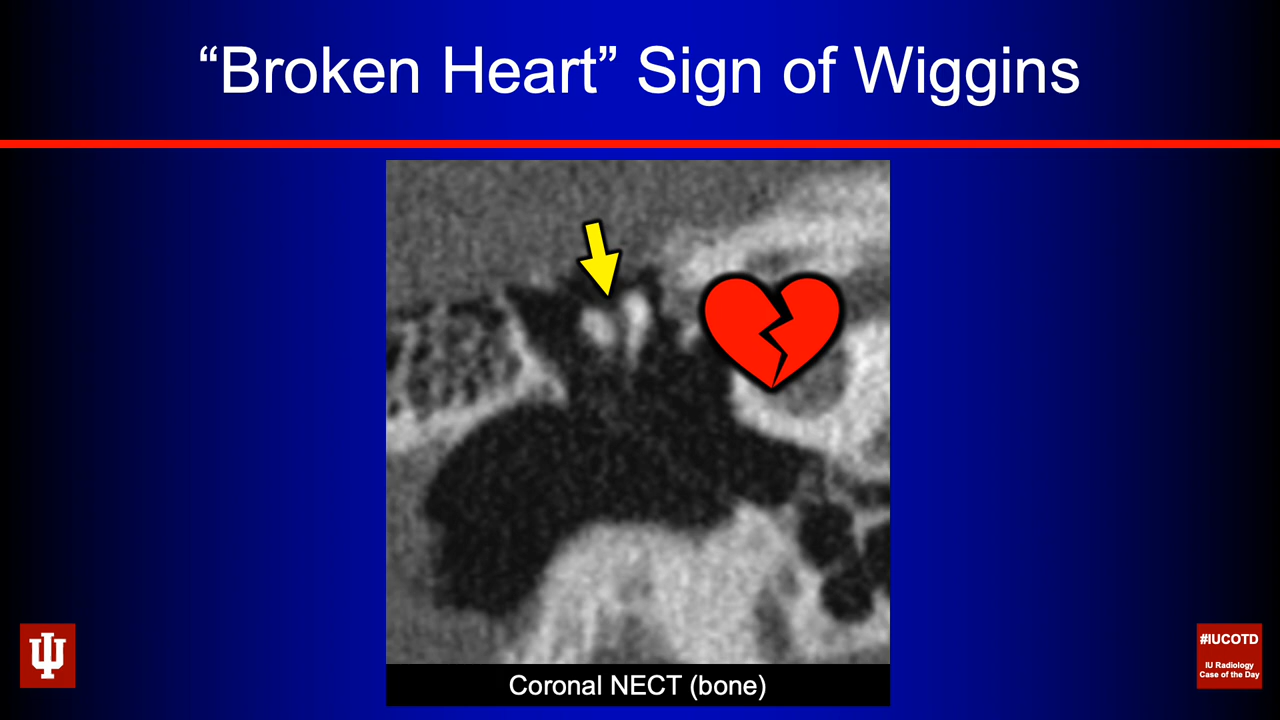 “Broken Heart” Sign of Wiggins
Coronal NECT (bone)
#IUCOTD
IU Radiology
Case of the Day